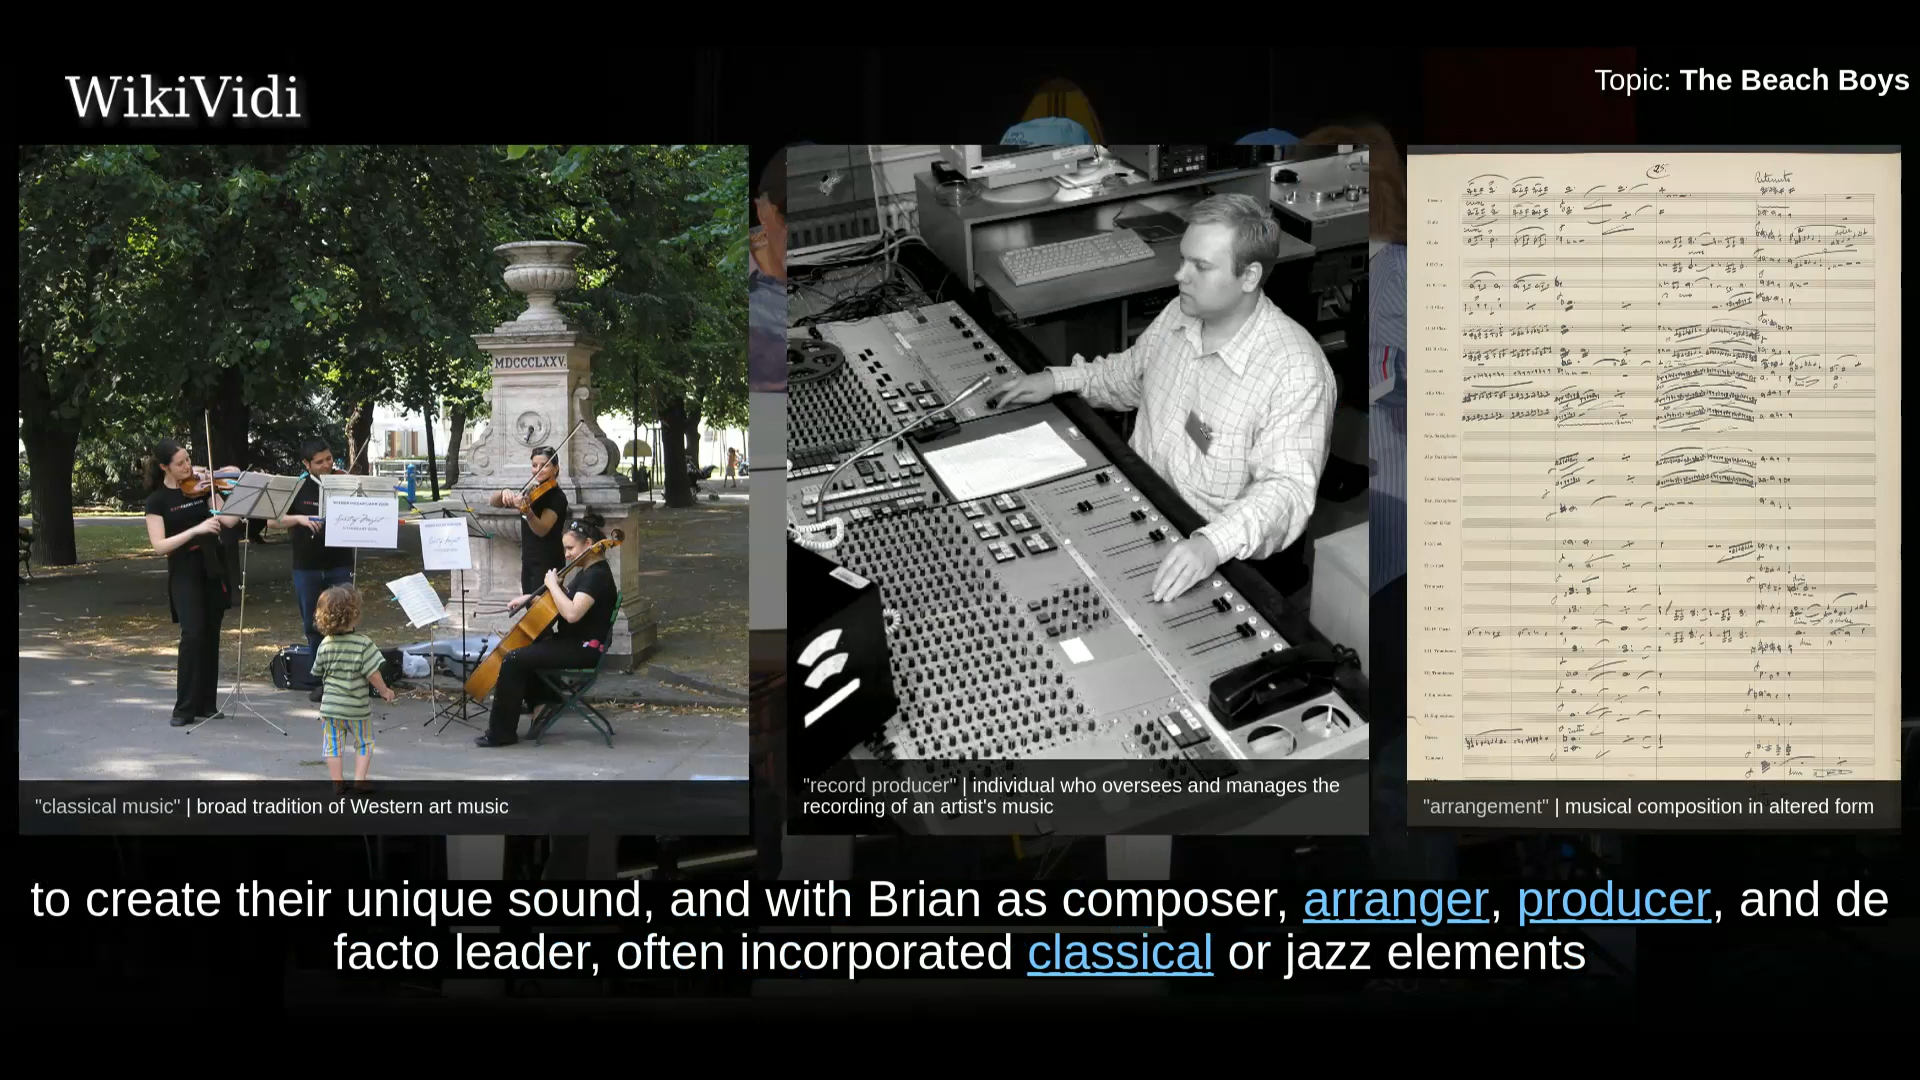 WikiVidi
Topic: The Beach Boys
MDCCCLXXV.
"classical music" | broad tradition of Western art music
"record producer" | individual who oversees and manages the
recording of an artist's music
25.
"arrangement" | musical composition in altered form
to create their unique sound, and with Brian as composer, arranger, producer, and de
facto leader, often incorporated classical or jazz elements